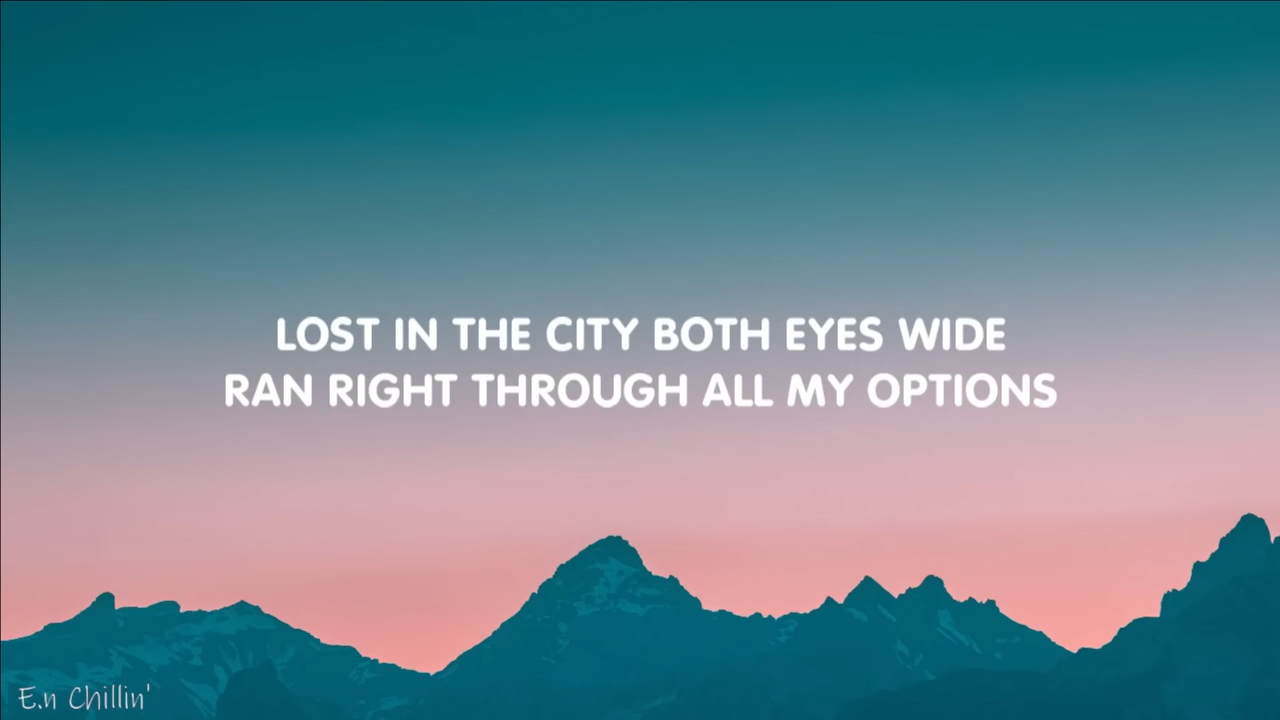 LOST IN THE CITY BOTH EYES WIDE
RAN RIGHT THROUGH ALL MY OPTIONS
E.n Chillin'